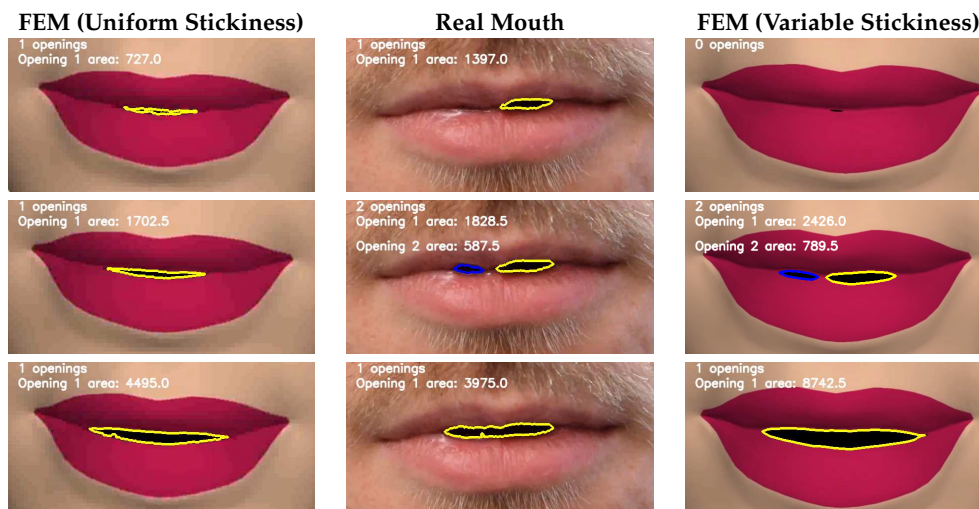 FEM (Uniform Stickiness)
Real Mouth
FEM (Variable Stickiness)
1 openings
Opening 1 area: 727.0
1 openings
Opening 1 area: 1397.0
0 openings
1 openings
Opening 1 area: 1702.5
2 openings
Opening 1 area: 1828.5
Opening 2 area: 587.5
2 openings
Opening 1 area: 2426.0
Opening 2 area: 789.5
1 openings
Opening 1 area: 4495.0
1 openings
Opening 1 area: 3975.0
1 openings
Opening 1 area: 8742.5